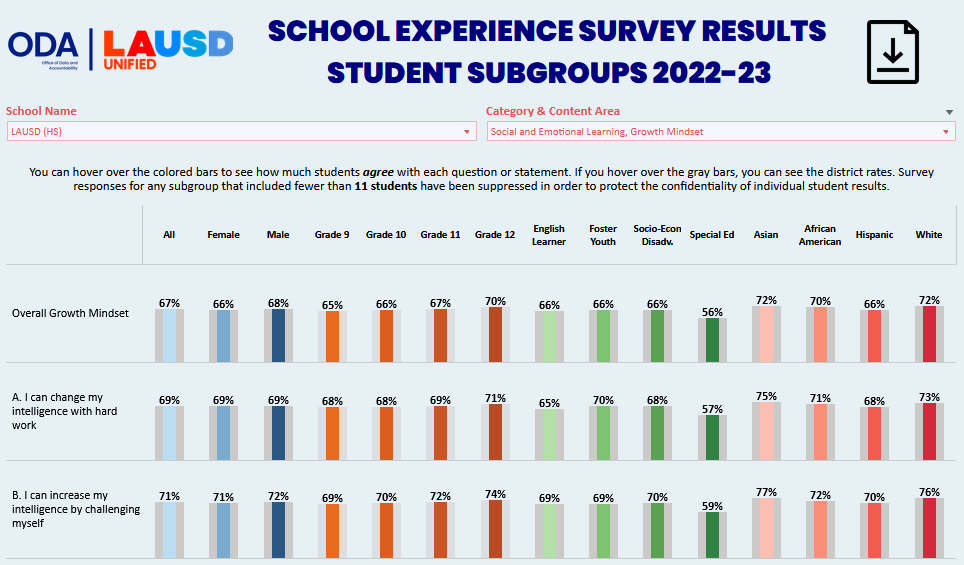 ODA
Office of Data and
Accountability
LAUSD
UNIFIED
SCHOOL EXPERIENCE SURVEY RESULTS
STUDENT SUBGROUPS 2022–23
School Name
LAUSD (HS)
Category & Content Area
Social and Emotional Learning, Growth Mindset
You can hover over the colored bars to see how much students agree with each question or statement. If you hover over the gray bars, you can see the district rates. Survey
responses for any subgroup that included fewer than 11 students have been suppressed in order to protect the confidentiality of individual student results.
All Female Male Grade 9 Grade 10 Grade 11 Grade 12 English Learner Foster Youth Socio-Econ Disadv. Special Ed Asian African American Hispanic White
Overall Growth Mindset
67% 66% 68% 65% 66% 67% 70% 66% 66% 66% 56% 72% 70% 66% 72%
A. I can change my
intelligence with hard
work
69% 69% 69% 68% 68% 69% 71% 65% 70% 68% 57% 75% 71% 68% 73%
B. I can increase my
intelligence by challenging
myself
71% 71% 72% 69% 70% 72% 74% 69% 69% 70% 59% 77% 72% 70% 76%